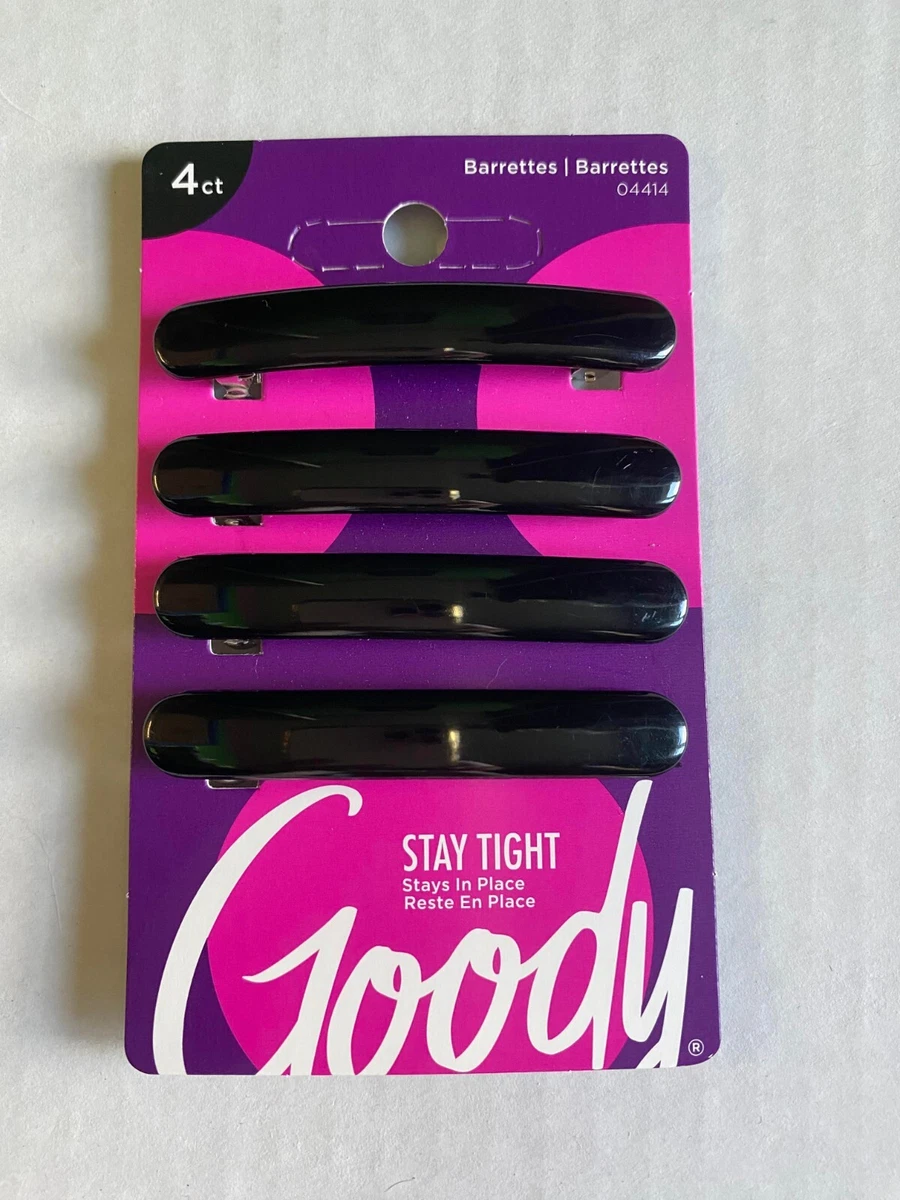 4ct
Barrettes | Barrettes
04414
STAY TIGHT
Stays In Place
Reste En Place
Goody®